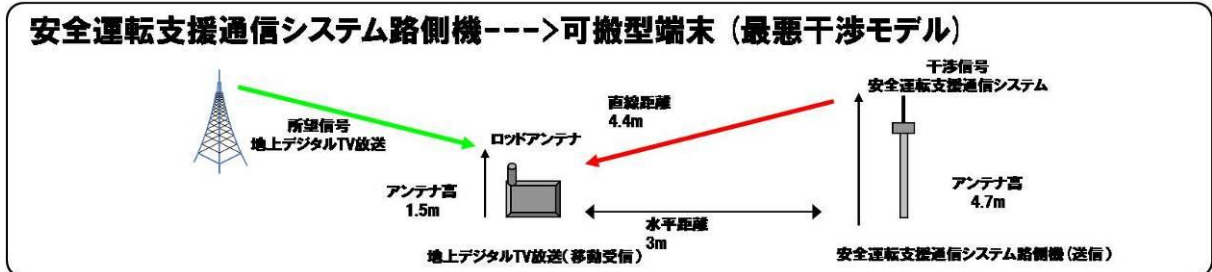 安全運転支援通信システム路側機--->可搬型端末（最悪干渉モデル）
干渉信号
安全運転支援通信システム
直線距離
4.4m
所望信号
地上デジタルTV放送
ロッドアンテナ
アンテナ高
1.5m
アンテナ高
4.7m
水平距離
3m
地上デジタルTV放送（移動受信）
安全運転支援通信システム路側機（送信）